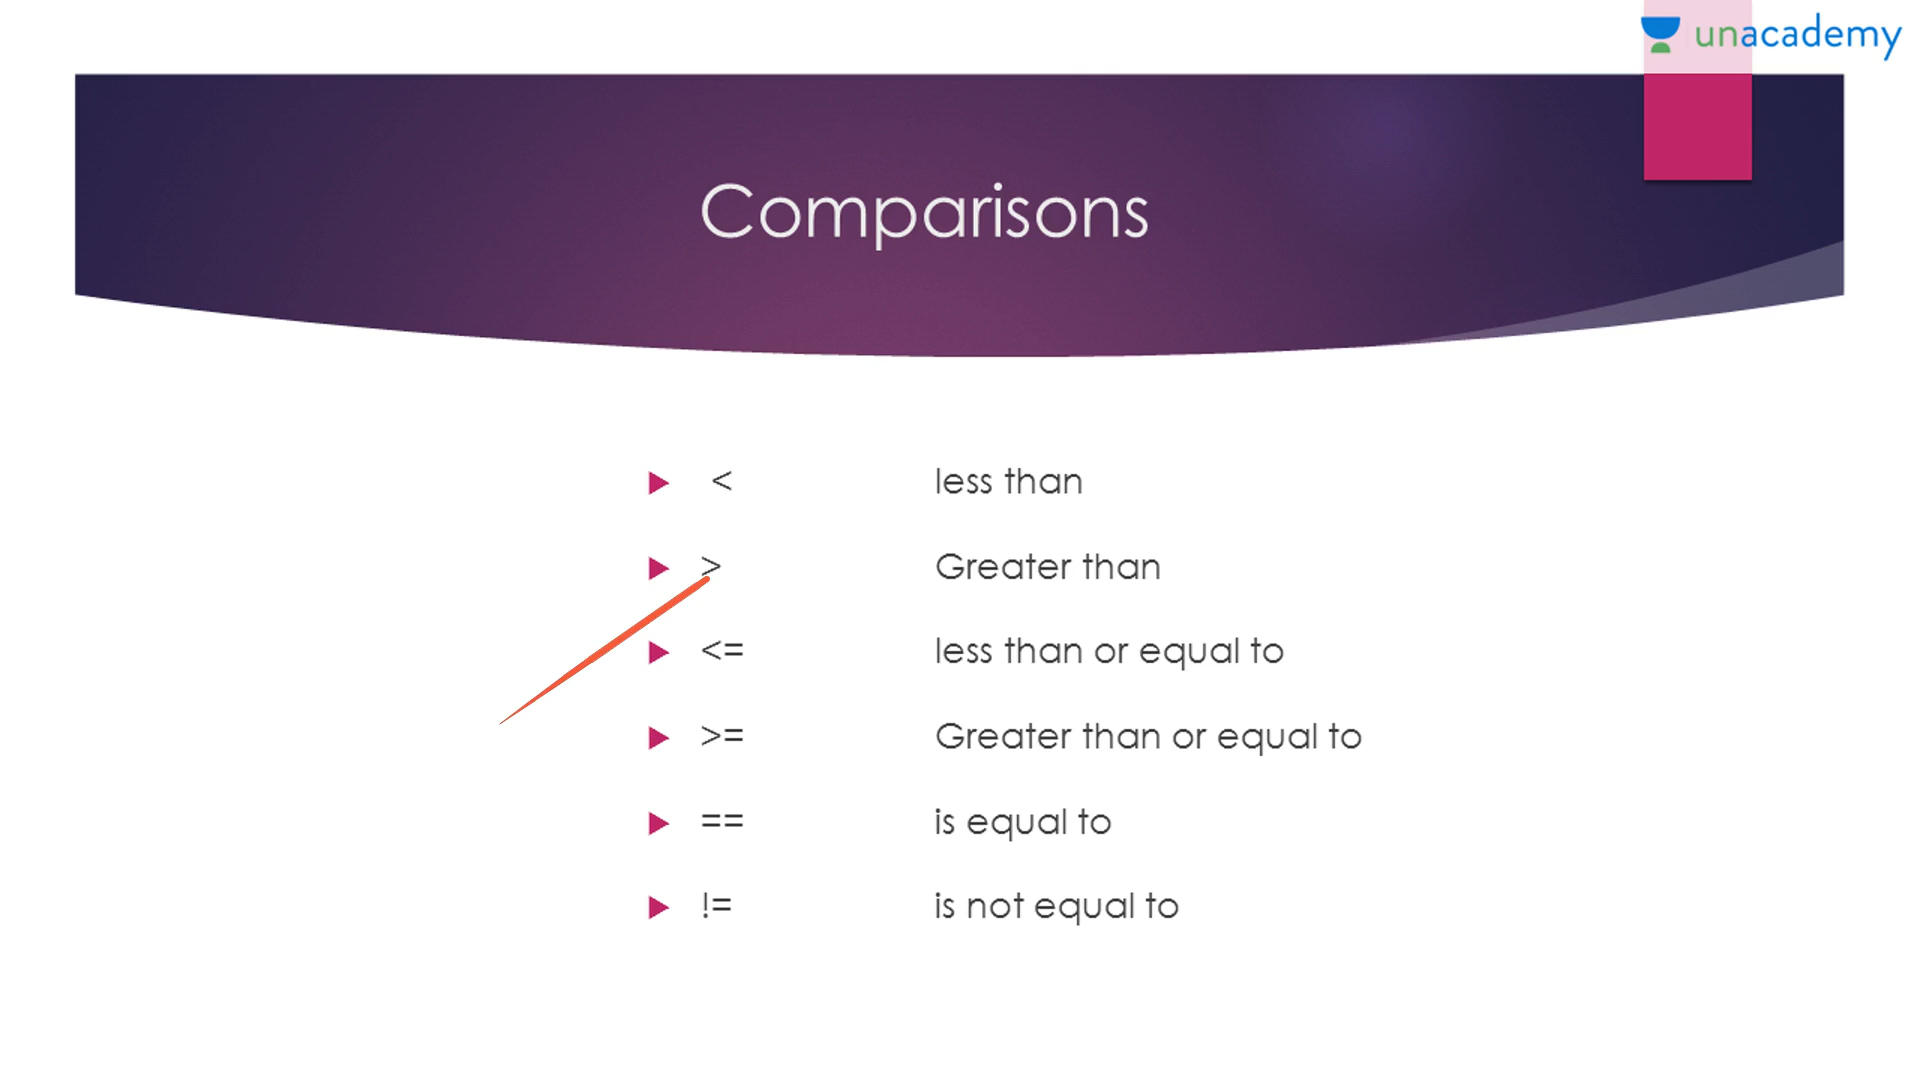 unacademy
Comparisons
< less than
> Greater than
<= less than or equal to
>= Greater than or equal to
== is equal to
!= is not equal to